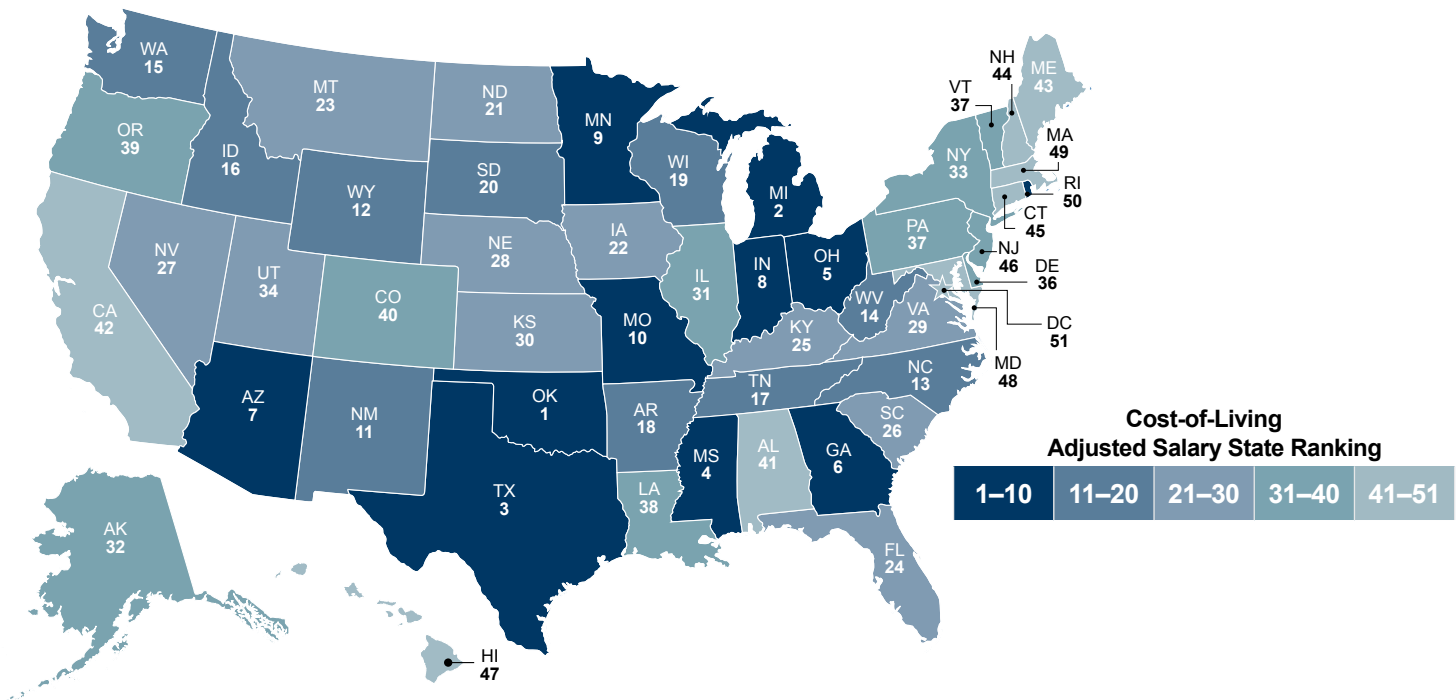 WA
15
OR
39
CA
42
ID
16
NV
27
MT
23
WY
12
UT
34
AZ
7
CO
40
NM
11
ND
21
SD
20
NE
28
KS
30
OK
1
TX
3
MN
9
IA
22
MO
10
AR
18
LA
38
WI
19
IL
31
MI
2
IN
8
OH
5
KY
25
TN
17
MS
4
AL
41
GA
6
FL
24
SC
26
NC
13
WV
14
VA
29
PA
37
NY
33
VT
37
NH
44
ME
43
MA
49
RI
50
CT
45
NJ
46
DE
36
DC
51
MD
48
AK
32
HI
47
Cost-of-Living
Adjusted Salary State Ranking
1–10 11–20 21–30 31–40 41–51